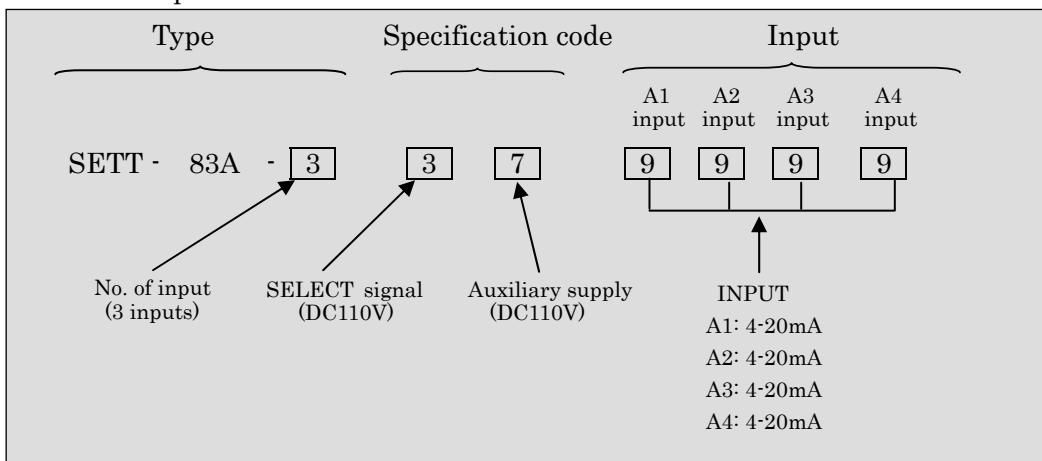 Type Specification code Input
A1 input A2 input A3 input A4 input
SETT - 83A - 3 3 7 9 9 9 9
No. of input (3 inputs)
SELECT signal (DC110V)
Auxiliary supply (DC110V)
INPUT
A1: 4-20mA
A2: 4-20mA
A3: 4-20mA
A4: 4-20mA